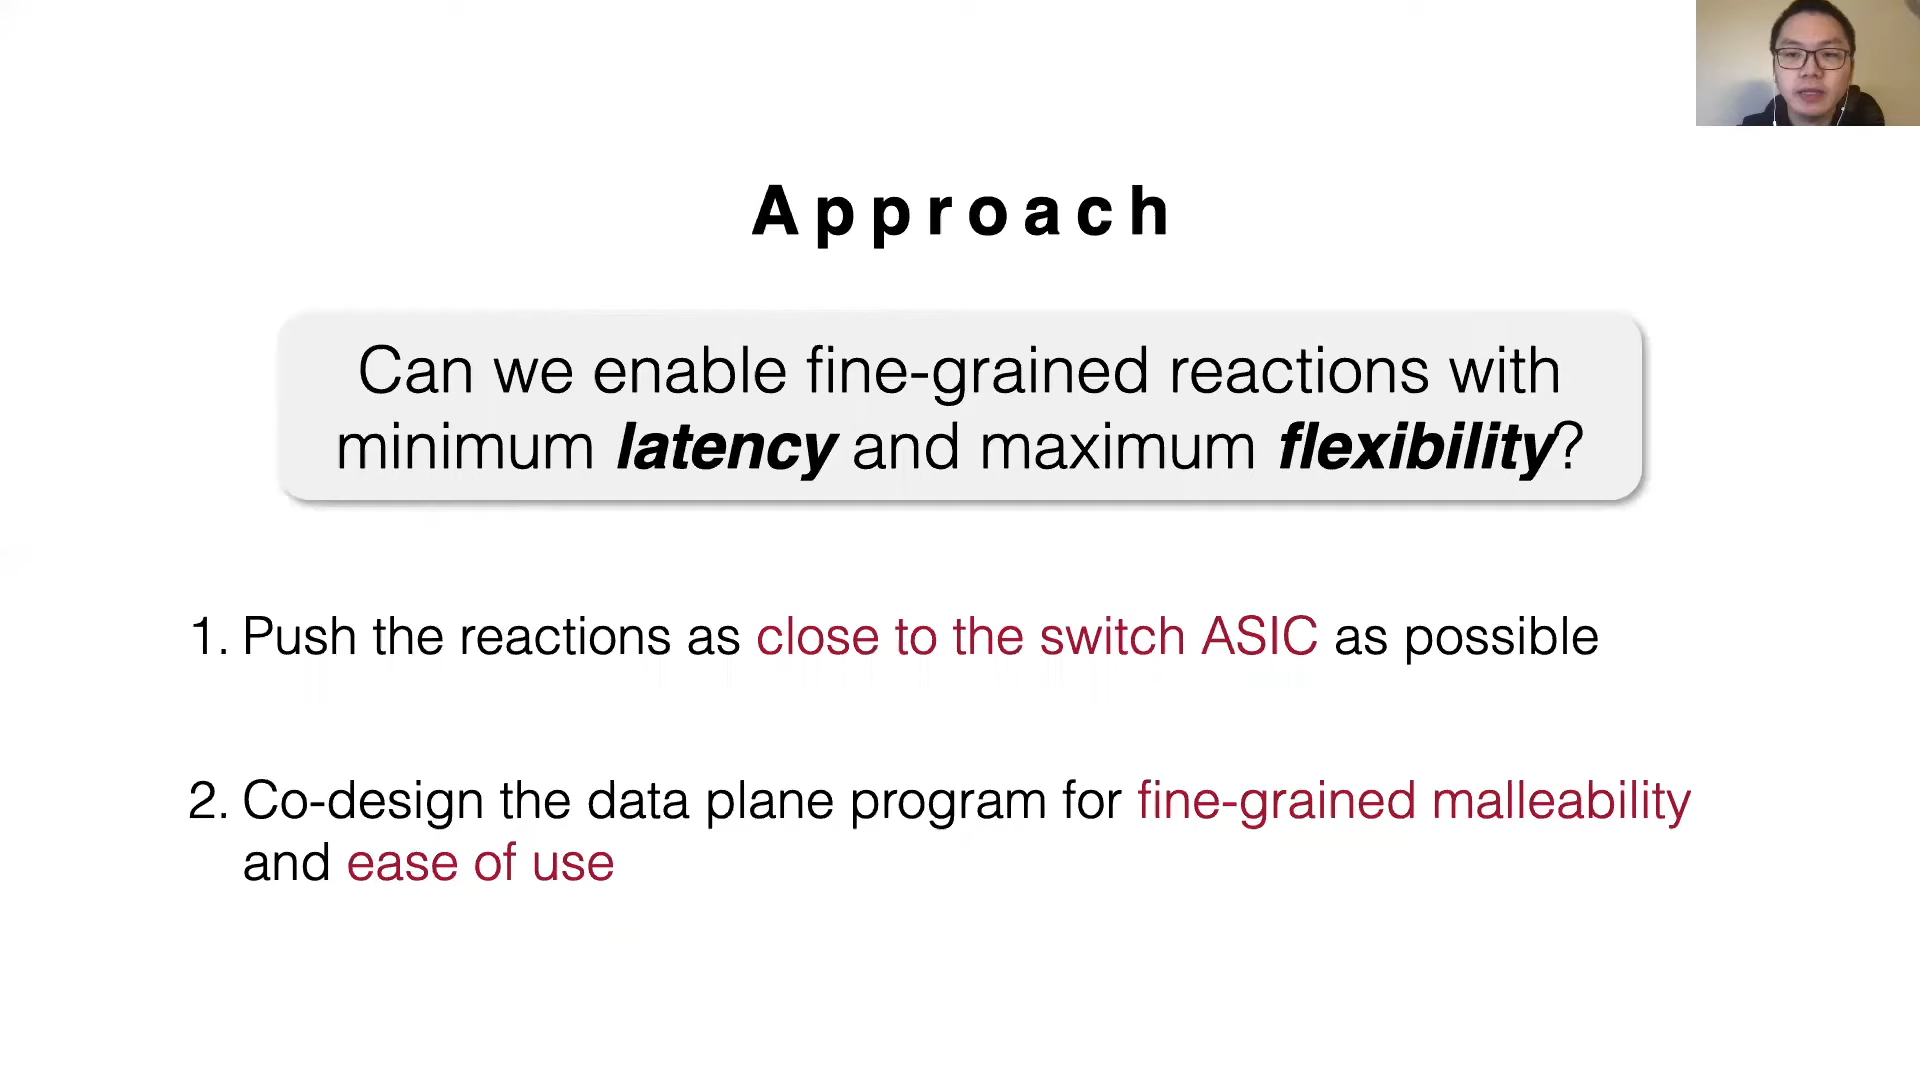 Approach
Can we enable fine-grained reactions with
minimum latency and maximum flexibility?
1. Push the reactions as close to the switch ASIC as possible
2. Co-design the data plane program for fine-grained malleability
and ease of use